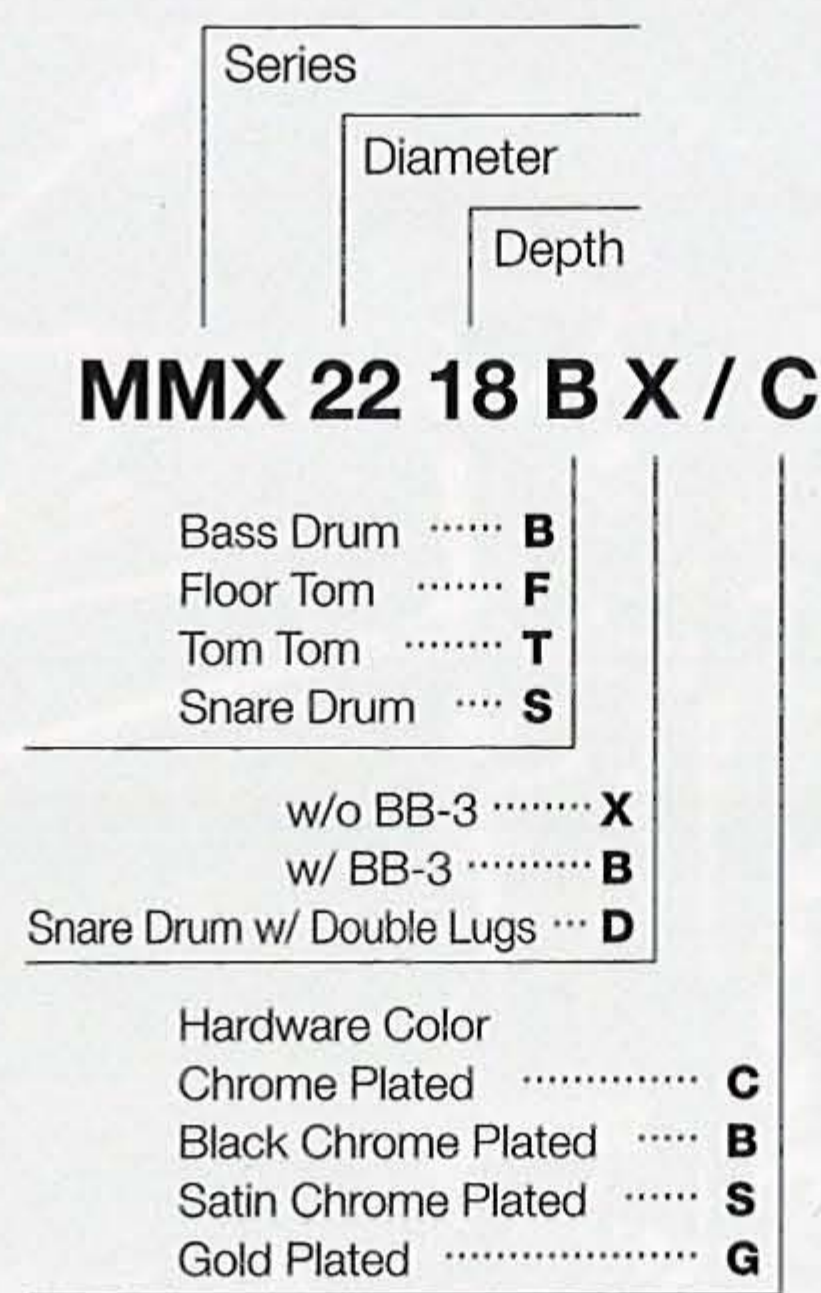 Series
Diameter
Depth
MMX 22 18 B X / C
Bass Drum ······ B
Floor Tom ······· F
Tom Tom ········ T
Snare Drum ···· S
w/o BB-3 ········ X
w/ BB-3 ·········· B
Snare Drum w/ Double Lugs ··· D
Hardware Color
Chrome Plated ·············· C
Black Chrome Plated ····· B
Satin Chrome Plated ······ S
Gold Plated ···················· G